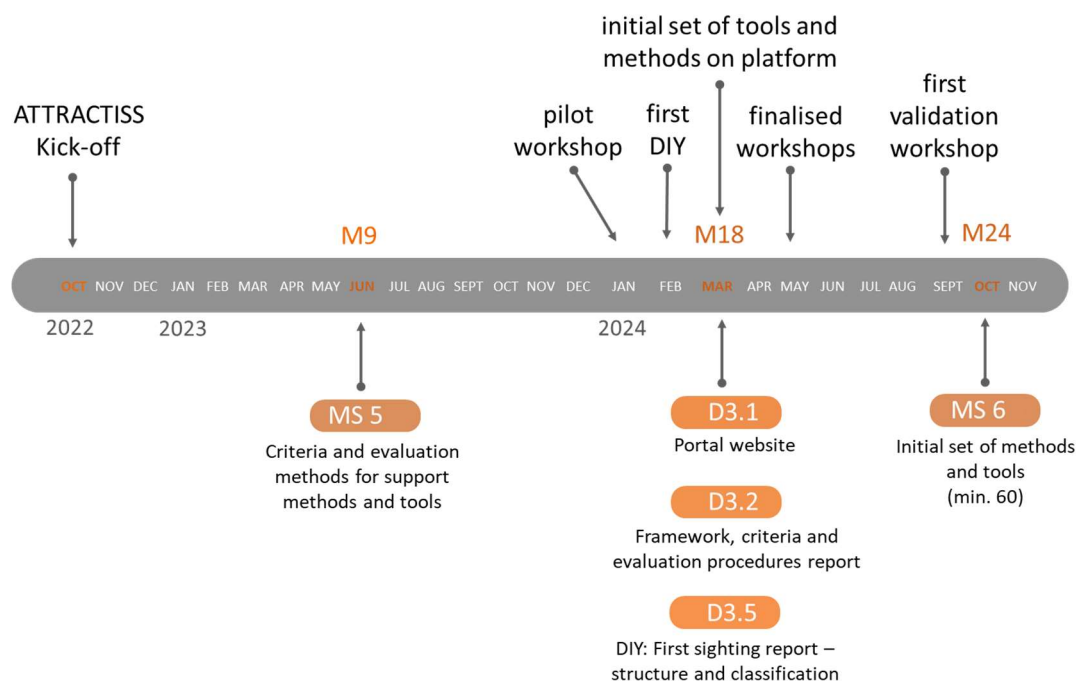 initial set of tools and
methods on platform
ATTRACTISS
Kick-off
pilot
workshop
first
DIY
finalised
workshops
first
validation
workshop
M9
M18
M24
OCT NOV DEC JAN FEB MAR APR MAY JUN JUL AUG SEPT OCT NOV DEC JAN FEB MAR APR MAY JUN JUL AUG SEPT OCT NOV
2022 2023 2024
MS 5
Criteria and evaluation
methods for support
methods and tools
D3.1
Portal website
D3.2
Framework, criteria and
evaluation procedures report
D3.5
DIY: First sighting report –
structure and classification
MS 6
Initial set of methods
and tools
(min. 60)